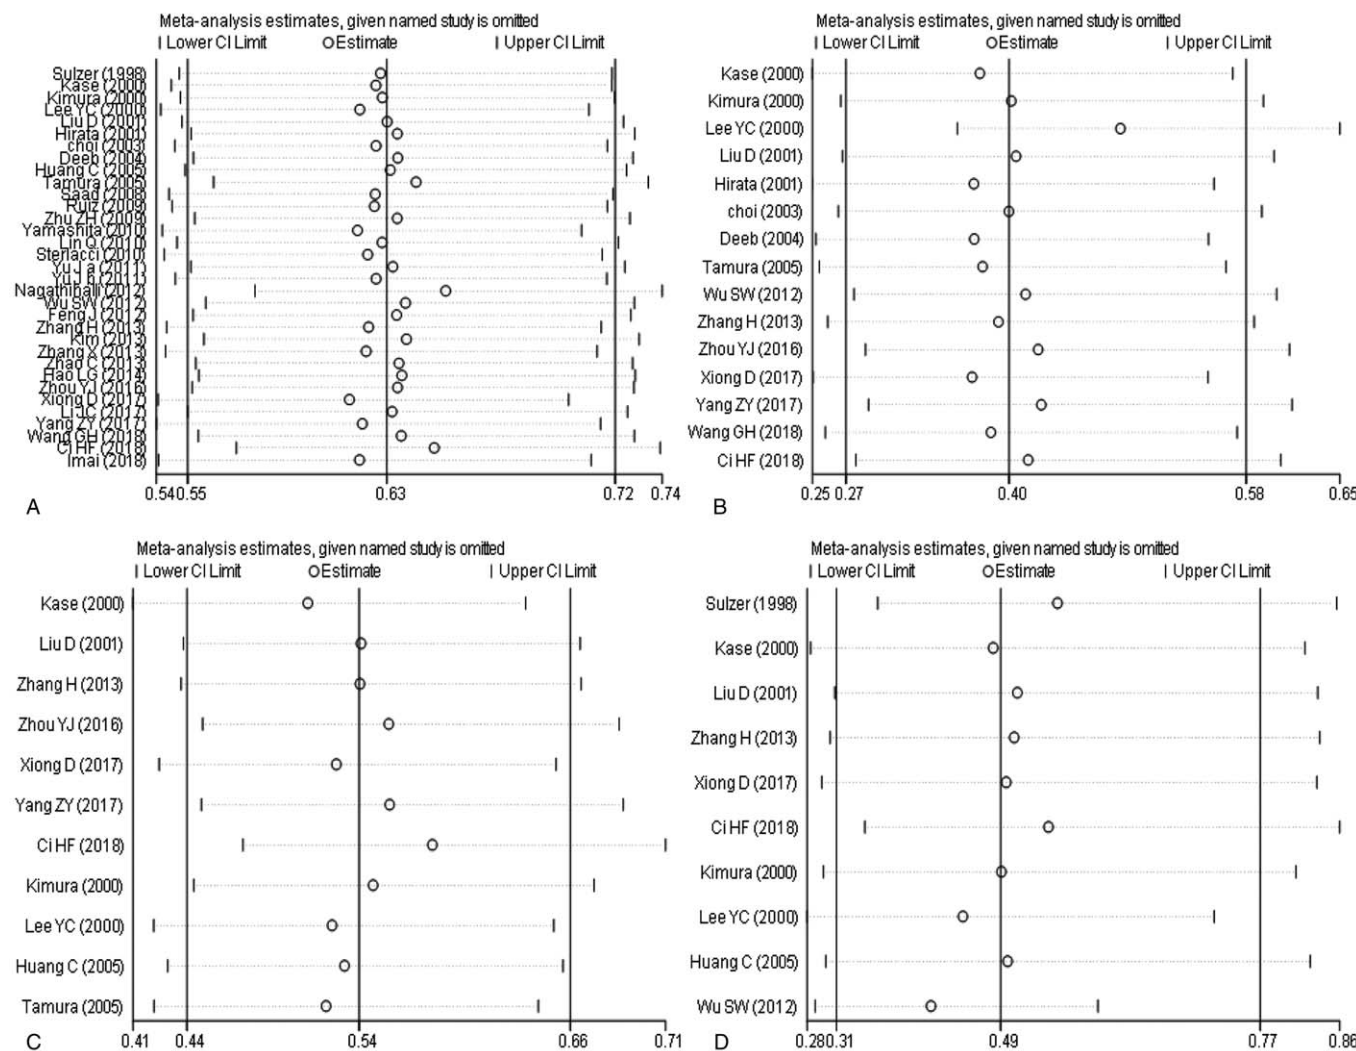 Meta-analysis estimates, given named study is omitted
| Lower CI Limit O Estimate | Upper CI Limit
Sulzer (1998)
Kase (2000)
Kimura (2000)
Lee YC (2000)
Liu D (2001)
Hirata (2001)
choi (2003)
Deeb (2004)
Huang C (2005)
Tamura (2005)
Saad (2008)
Ruiz (2009)
Zhu ZH (2009)
Yamashita (2010)
Lin Q (2010)
Sterlacci (2010)
Yu J a (2011)
Yu J b (2011)
Nagathihalli (2012)
Wu SW (2012)
Feng J (2012)
Zhang H (2013)
Kim (2013)
Zhang X (2013)
Zhao C (2013)
Hao LG (2014)
Zhou YJ (2016)
Xiong D (2017)
Li JC (2017)
Yang ZY (2017)
Wang GH (2018)
Ci HF (2018)
Imai (2018)
0.54 0.55 0.63 0.72 0.74
A
Meta-analysis estimates, given named study is omitted
| Lower CI Limit O Estimate | Upper CI Limit
Kase (2000)
Kimura (2000)
Lee YC (2000)
Liu D (2001)
Hirata (2001)
choi (2003)
Deeb (2004)
Tamura (2005)
Wu SW (2012)
Zhang H (2013)
Zhou YJ (2016)
Xiong D (2017)
Yang ZY (2017)
Wang GH (2018)
Ci HF (2018)
0.25 0.27 0.40 0.58 0.65
B
Meta-analysis estimates, given named study is omitted
| Lower CI Limit O Estimate | Upper CI Limit
Kase (2000)
Liu D (2001)
Zhang H (2013)
Zhou YJ (2016)
Xiong D (2017)
Yang ZY (2017)
Ci HF (2018)
Kimura (2000)
Lee YC (2000)
Huang C (2005)
Tamura (2005)
0.41 0.44 0.54 0.66 0.71
C
Meta-analysis estimates, given named study is omitted
| Lower CI Limit O Estimate | Upper CI Limit
Sulzer (1998)
Kase (2000)
Liu D (2001)
Zhang H (2013)
Xiong D (2017)
Ci HF (2018)
Kimura (2000)
Lee YC (2000)
Huang C (2005)
Wu SW (2012)
0.28 0.31 0.49 0.77 0.86
D